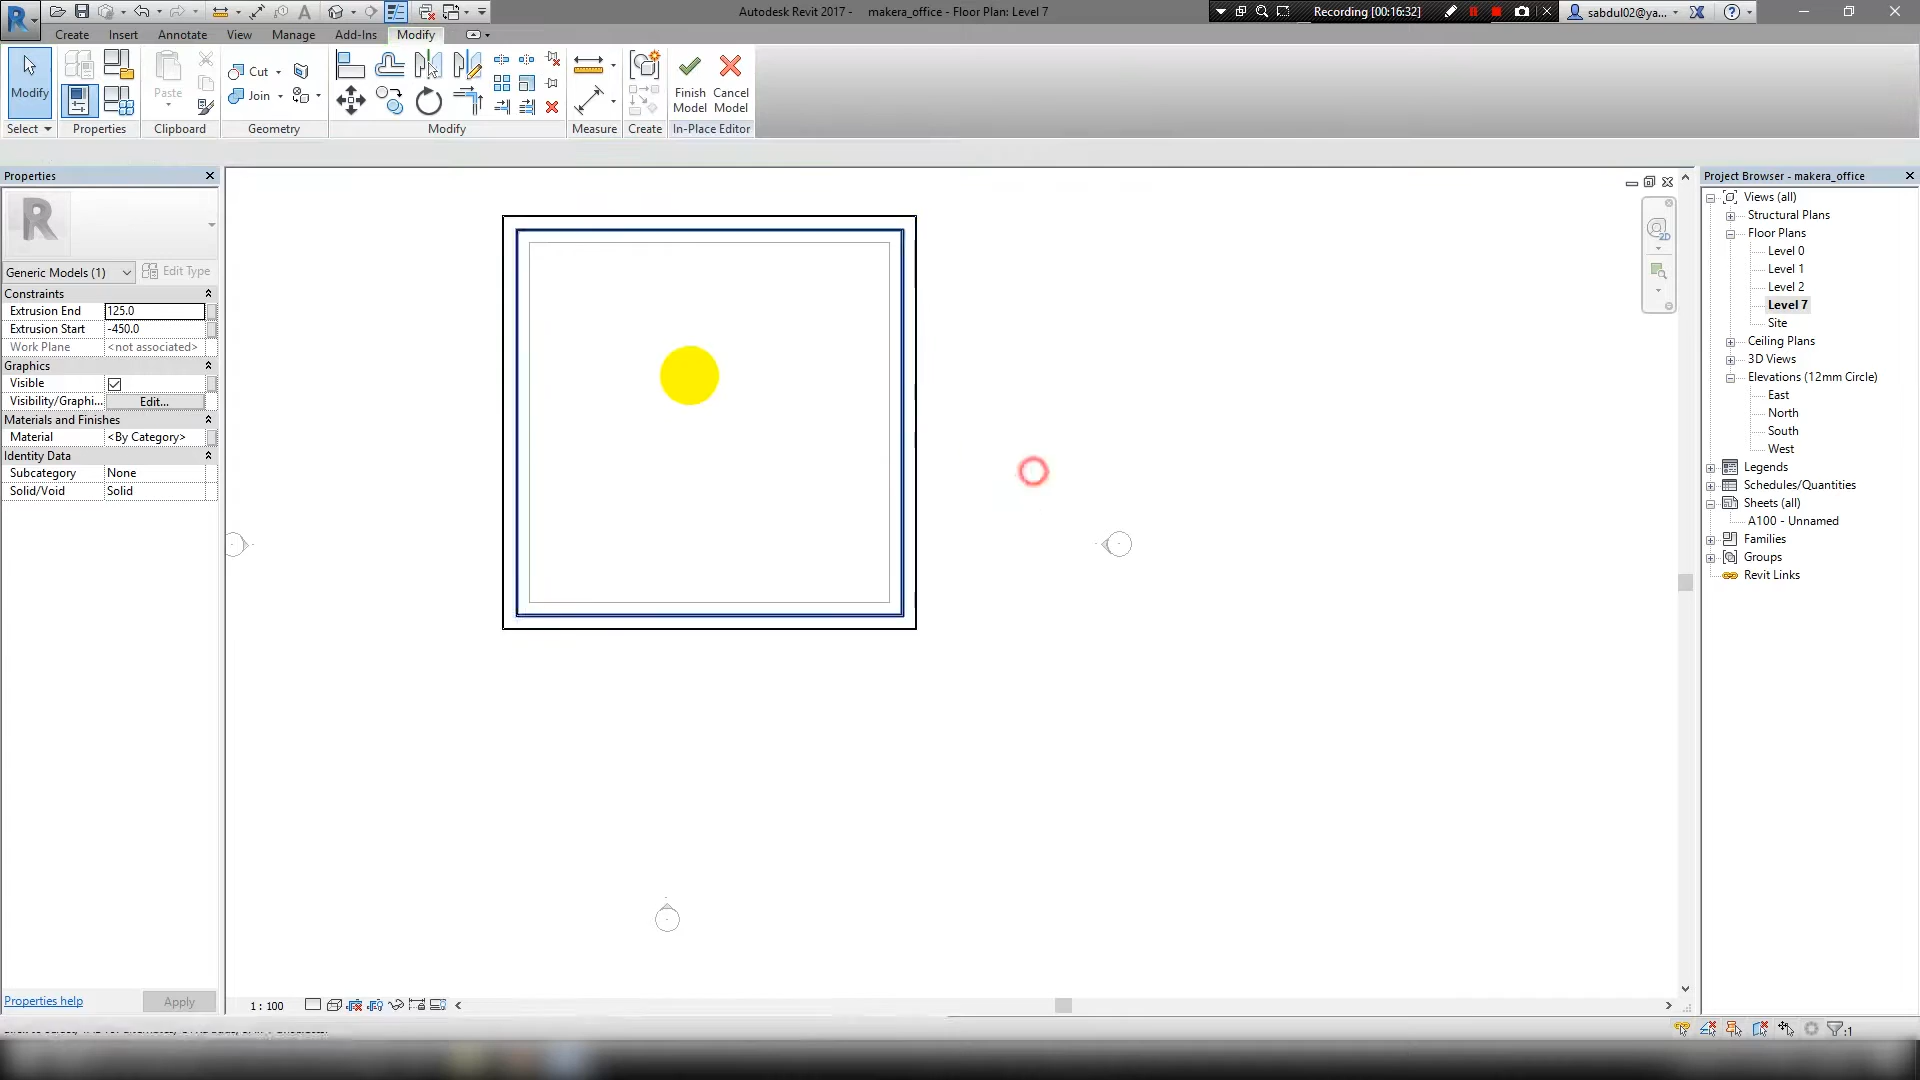 Autodesk Revit 2017 - makera_office - Floor Plan: Level 7
Recording [00:16:32]
sabdul02@ya...
Create Insert Annotate View Manage Add-Ins Modify
Modify
Cut
Join
Paste
Finish Model
Cancel Model
Select Properties Clipboard Geometry Modify Measure Create In-Place Editor
Properties
R
Generic Models (1) Edit Type
Constraints
Extrusion End 125.0
Extrusion Start -450.0
Work Plane <not associated>
Graphics
Visible
Visibility/Graphi... Edit...
Materials and Finishes
Material <By Category>
Identity Data
Subcategory None
Solid/Void Solid
Properties help Apply
2D
1 : 100
Project Browser - makera_office
Views (all)
Structural Plans
Floor Plans
Level 0
Level 1
Level 2
Level 7
Site
Ceiling Plans
3D Views
Elevations (12mm Circle)
East
North
South
West
Legends
Schedules/Quantities
Sheets (all)
A100 - Unnamed
Families
Groups
Revit Links
:1